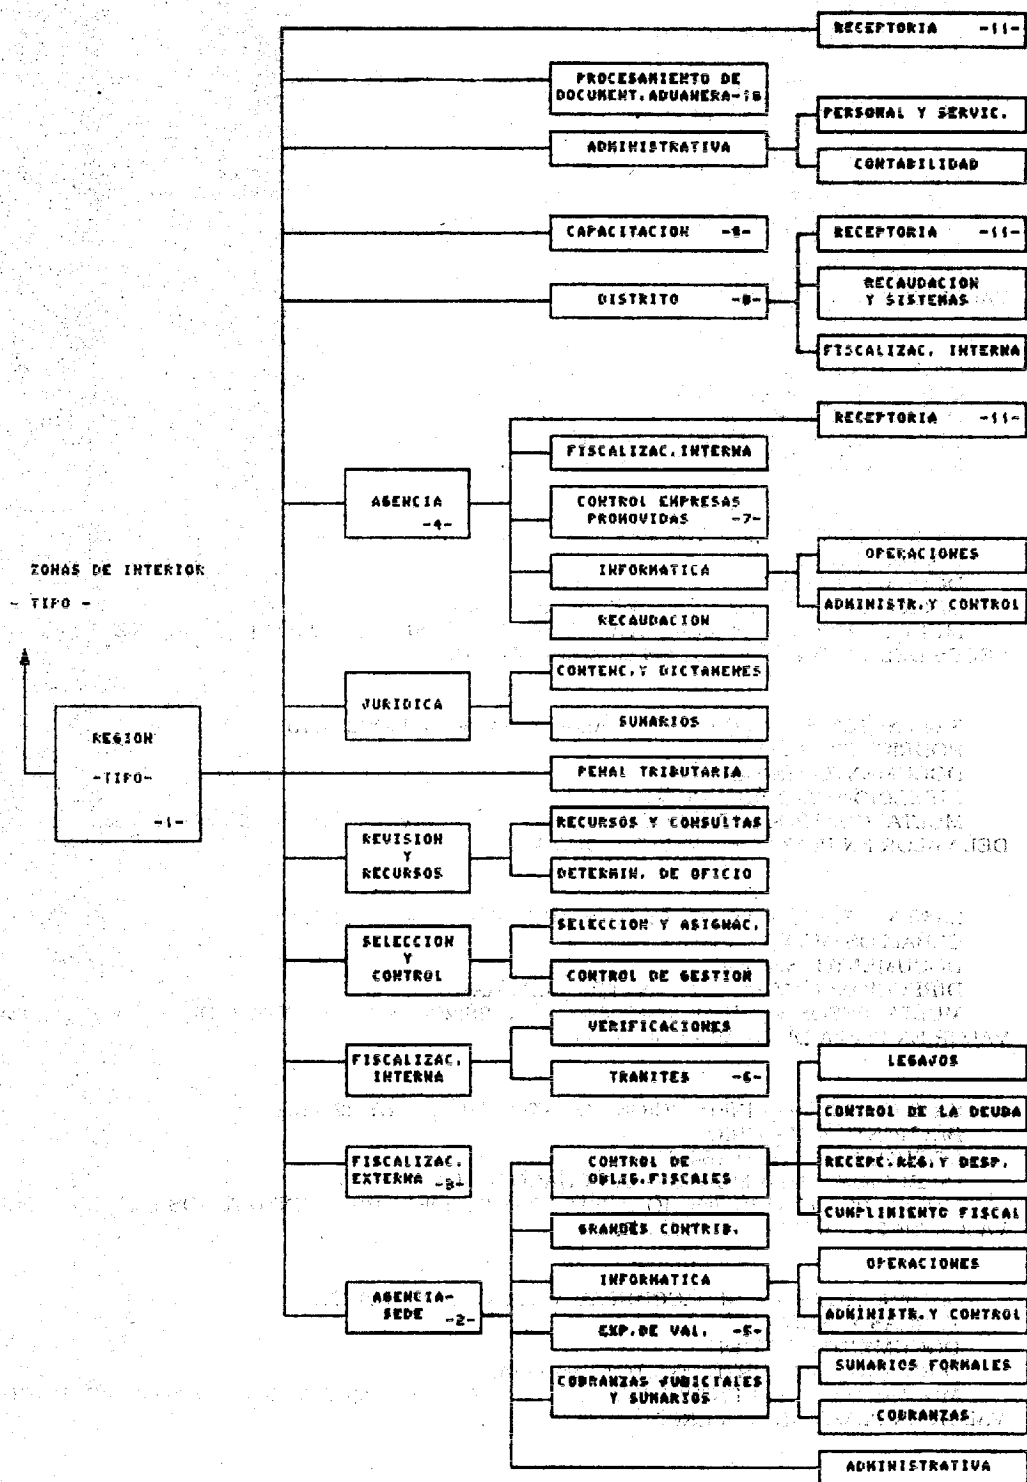 RECEPTORIA -11-
PROCESAMIENTO DE
DOCUMENT.ADUANERA-10
PERSONAL Y SERVIC.
ADMINISTRATIVA
CONTABILIDAD
CAPACITACION -9-
RECEPTORIA -11-
DISTRITO -8-
RECAUDACION
Y SISTEMAS
FISCALIZAC. INTERNA
RECEPTORIA -11-
FISCALIZAC.INTERNA
AGENCIA
-4-
CONTROL EMPRESAS
PROMOVIDAS -7-
INFORMATICA
OPERACIONES
ADMINISTR.Y CONTROL
RECAUDACION
ZONAS DE INTERIOR
- TIPO -
JURIDICA
CONTENC.Y DICTAMENES
SUMARIOS
REGION
-TIPO-
-1-
PENAL TRIBUTARIA
REVISION
Y
RECURSOS
RECURSOS Y CONSULTAS
DETERMIN. DE OFICIO
SELECCION
Y
CONTROL
SELECCION Y ASIGNAC.
CONTROL DE GESTION
FISCALIZAC.
INTERNA
VERIFICACIONES
TRAMITES -6-
FISCALIZAC.
EXTERNA -3-
CONTROL DE
OBLIG.FISCALES
LEGAJOS
CONTROL DE LA DEUDA
RECEPC.REG.Y DESP.
CUMPLIMIENTO FISCAL
GRANDES CONTRIB.
AGENCIA-
SEDE -2-
INFORMATICA
OPERACIONES
ADMINISTR.Y CONTROL
EXP.DE VAL. -5-
COBRANZAS JUDICIALES
Y SUMARIOS
SUMARIOS FORMALES
COBRANZAS
ADMINISTRATIVA